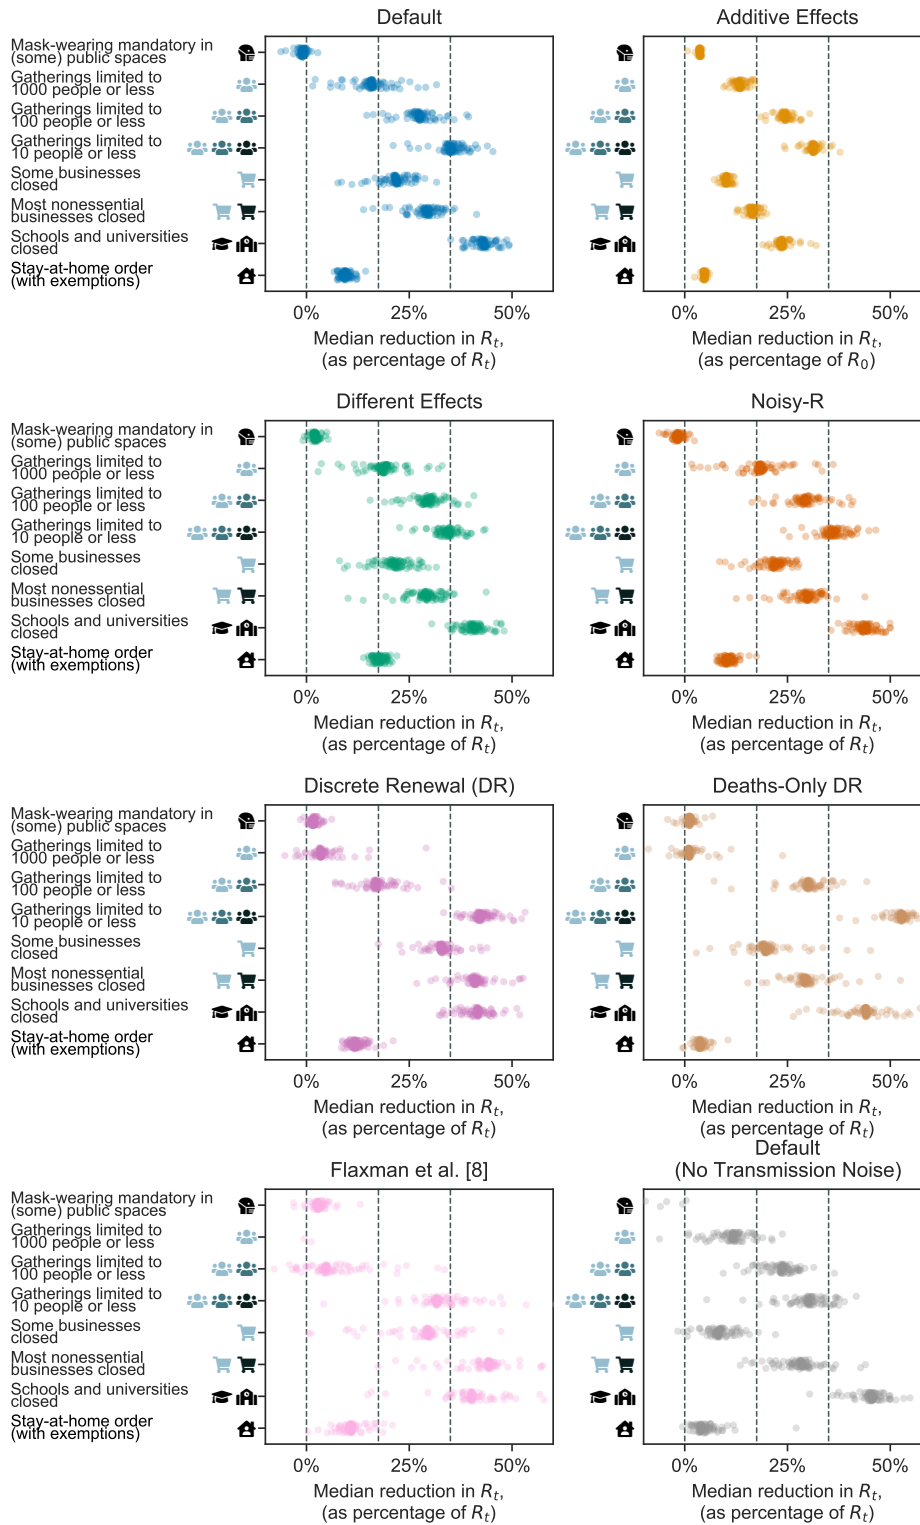 Default
Additive Effects
Mask-wearing mandatory in
(some) public spaces
Gatherings limited to
1000 people or less
Gatherings limited to
100 people or less
Gatherings limited to
10 people or less
Some businesses
closed
Most nonessential
businesses closed
Schools and universities
closed
Stay-at-home order
(with exemptions)
0%
25%
50%
0%
25%
50%
Median reduction in Rt,
(as percentage of Rt)
Median reduction in Rt,
(as percentage of R0)
Different Effects
Noisy-R
Mask-wearing mandatory in
(some) public spaces
Gatherings limited to
1000 people or less
Gatherings limited to
100 people or less
Gatherings limited to
10 people or less
Some businesses
closed
Most nonessential
businesses closed
Schools and universities
closed
Stay-at-home order
(with exemptions)
0%
25%
50%
0%
25%
50%
Median reduction in Rt,
(as percentage of Rt)
Median reduction in Rt,
(as percentage of Rt)
Discrete Renewal (DR)
Deaths-Only DR
Mask-wearing mandatory in
(some) public spaces
Gatherings limited to
1000 people or less
Gatherings limited to
100 people or less
Gatherings limited to
10 people or less
Some businesses
closed
Most nonessential
businesses closed
Schools and universities
closed
Stay-at-home order
(with exemptions)
0%
25%
50%
0%
25%
50%
Median reduction in Rt,
(as percentage of Rt)
Median reduction in Rt,
(as percentage of Rt)
Flaxman et al. [8]
Default
(No Transmission Noise)
Mask-wearing mandatory in
(some) public spaces
Gatherings limited to
1000 people or less
Gatherings limited to
100 people or less
Gatherings limited to
10 people or less
Some businesses
closed
Most nonessential
businesses closed
Schools and universities
closed
Stay-at-home order
(with exemptions)
0%
25%
50%
0%
25%
50%
Median reduction in Rt,
(as percentage of Rt)
Median reduction in Rt,
(as percentage of Rt)